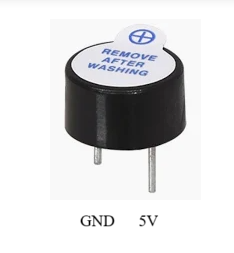 REMOVE
AFTER
WASHING
GND 5V